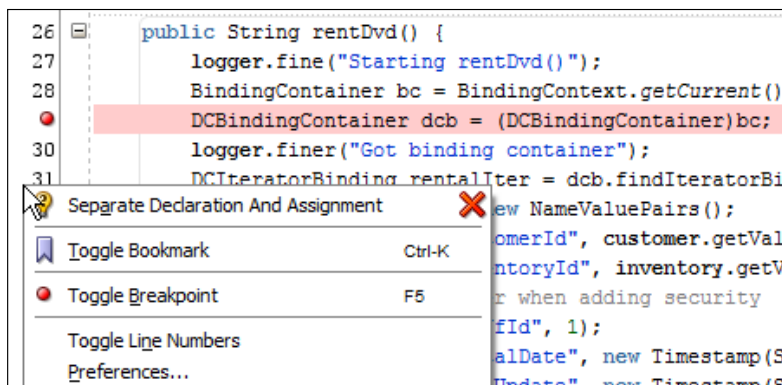 26 public String rentDvd() {
27 logger.fine("Starting rentDvd()");
28 BindingContainer bc = BindingContext.getCurrent()
DCBindingContainer dcb = (DCBindingContainer)bc;
30 logger.finer("Got binding container");
31 DCIteratorBinding rentalIter = dcb.findIteratorBi
ew NameValuePairs();
omerId", customer.getVal
ntoryId", inventory.getV
r when adding security
fId", 1);
alDate", new Timestamp(S
Update", new Timestamp(S
Separate Declaration And Assignment
Toggle Bookmark Ctrl-K
Toggle Breakpoint F5
Toggle Line Numbers
Preferences...